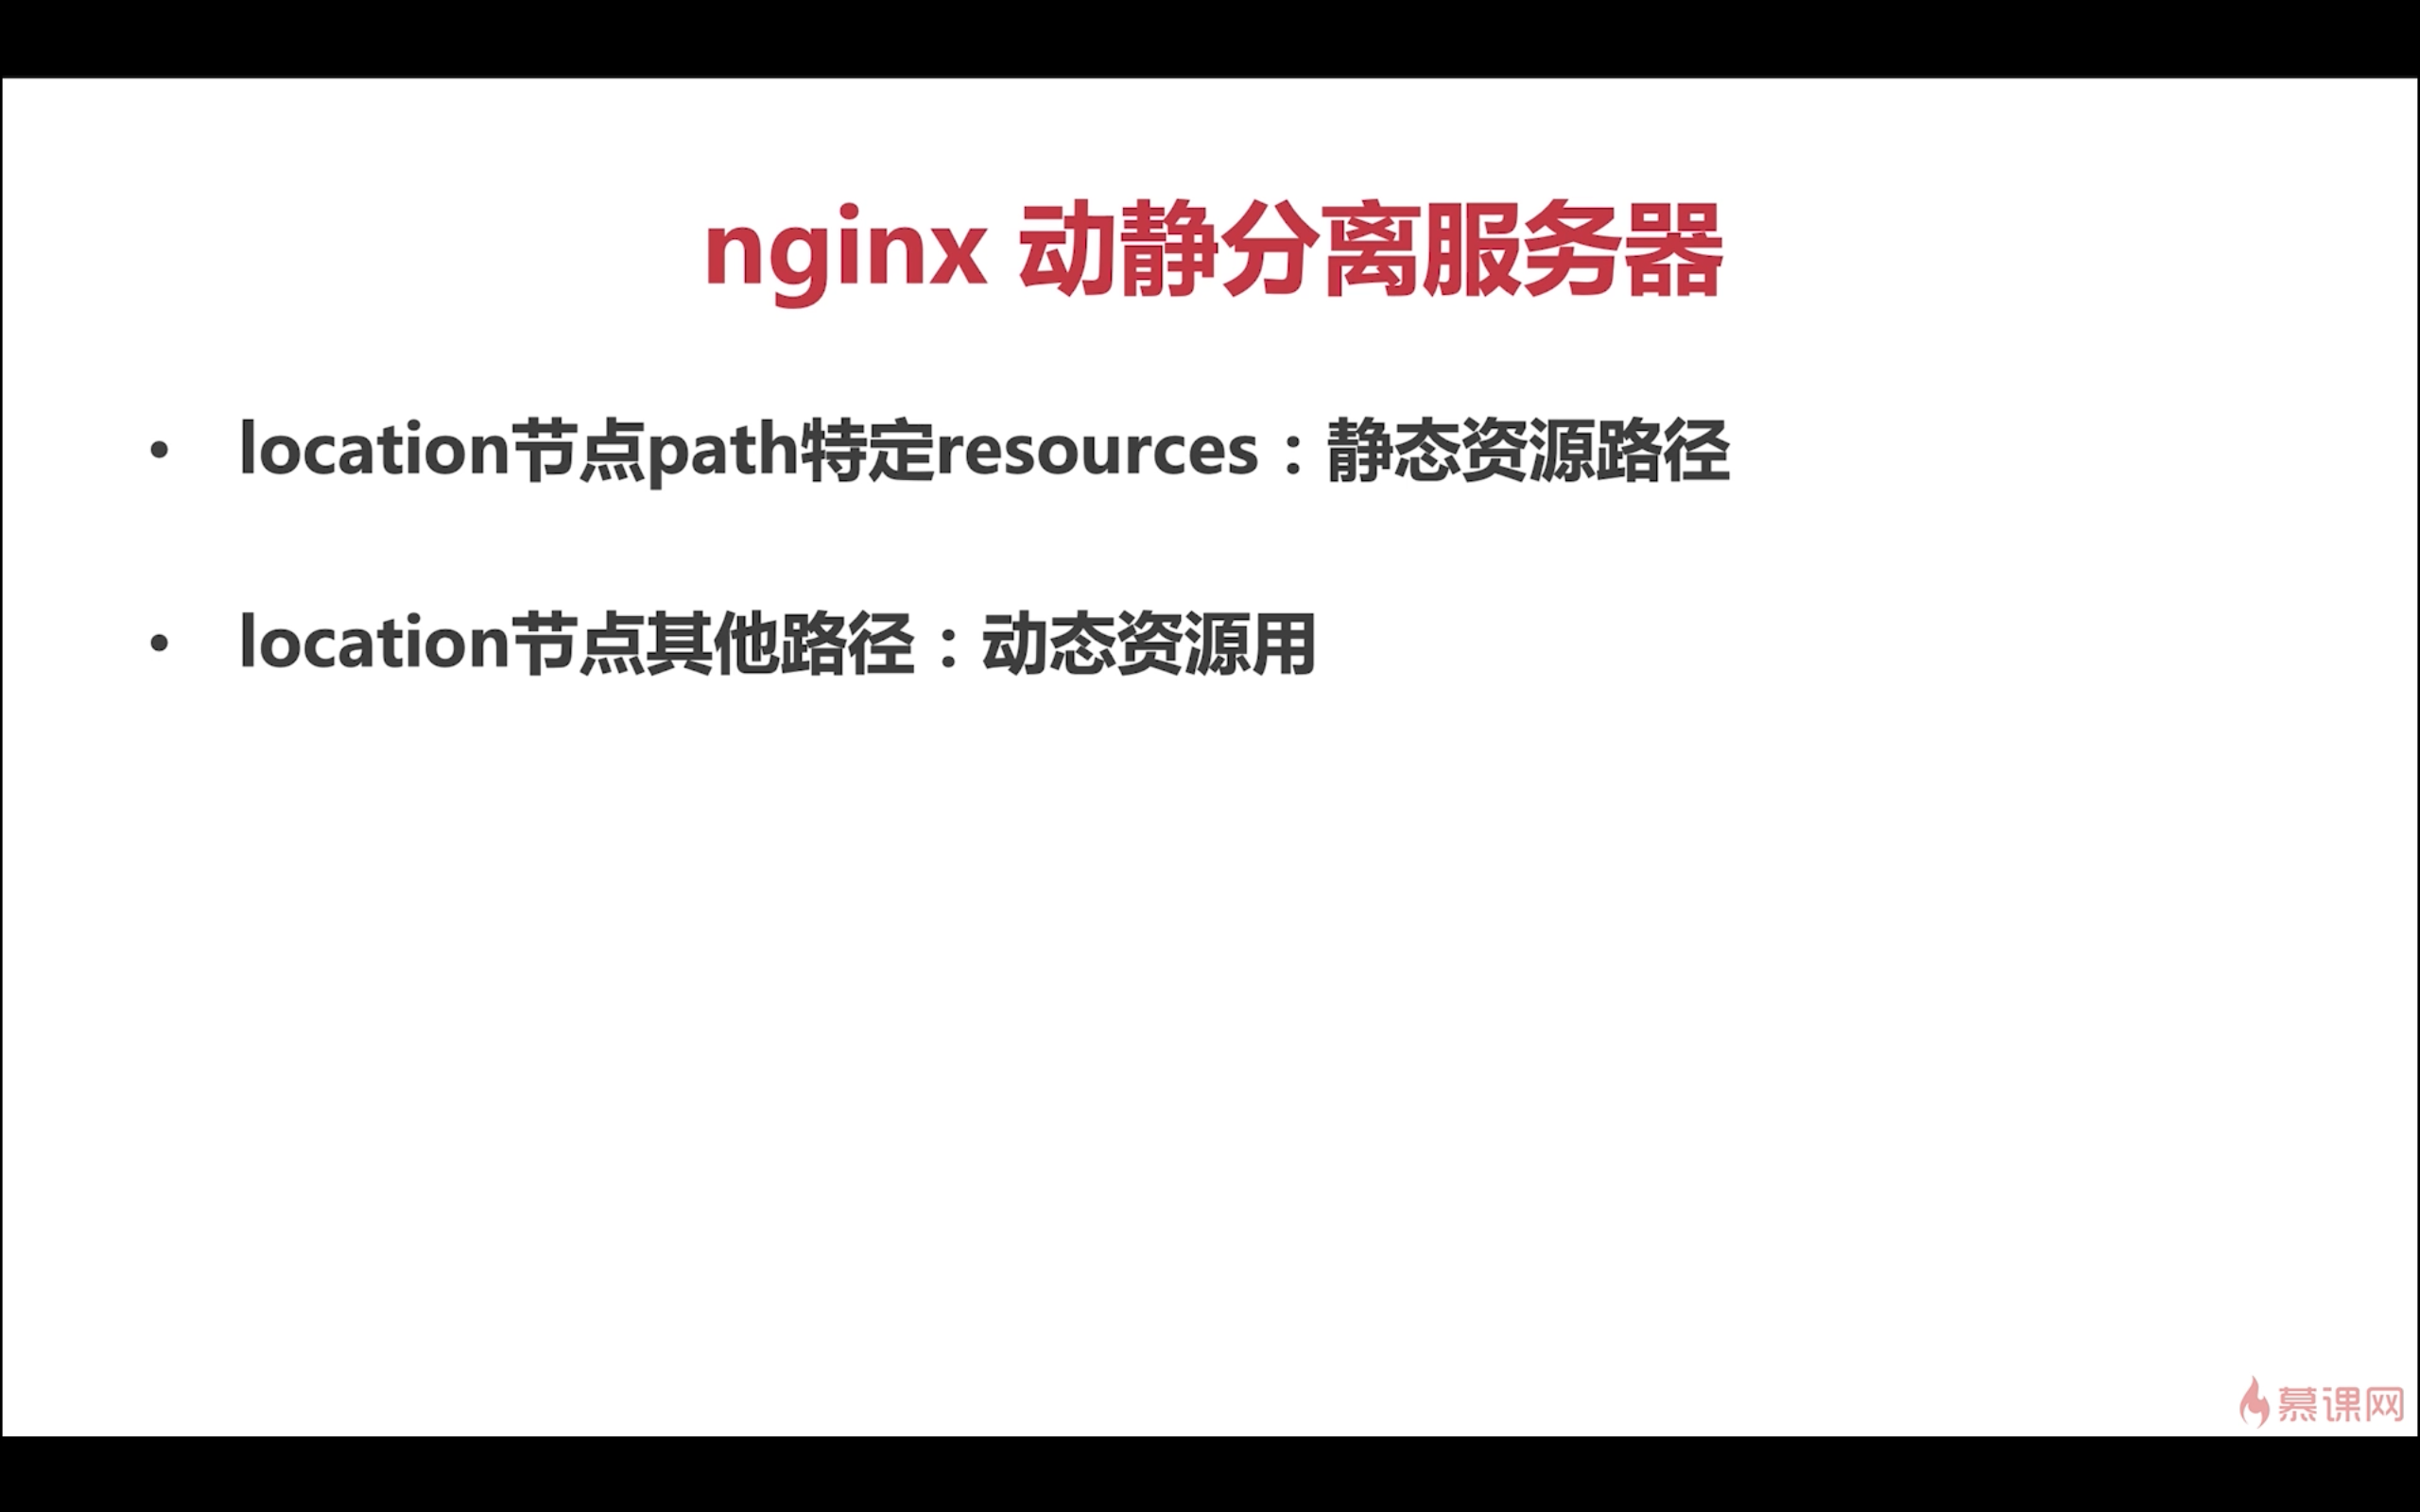 nginx 动静分离服务器
• location节点path特定resources：静态资源路径
• location节点其他路径：动态资源用
慕课网